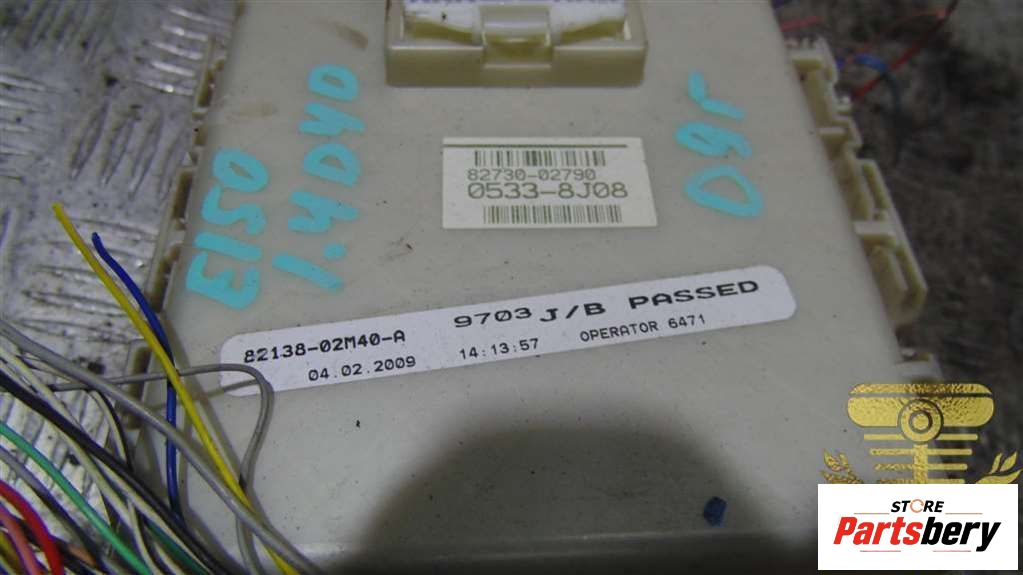 E150
1.4D4D
09r
82730-02790
0533-8J08
9703 J/B PASSED
82138-02M40-A
04.02.2009 14:13:57 OPERATOR 6471
STORE
Partsbery